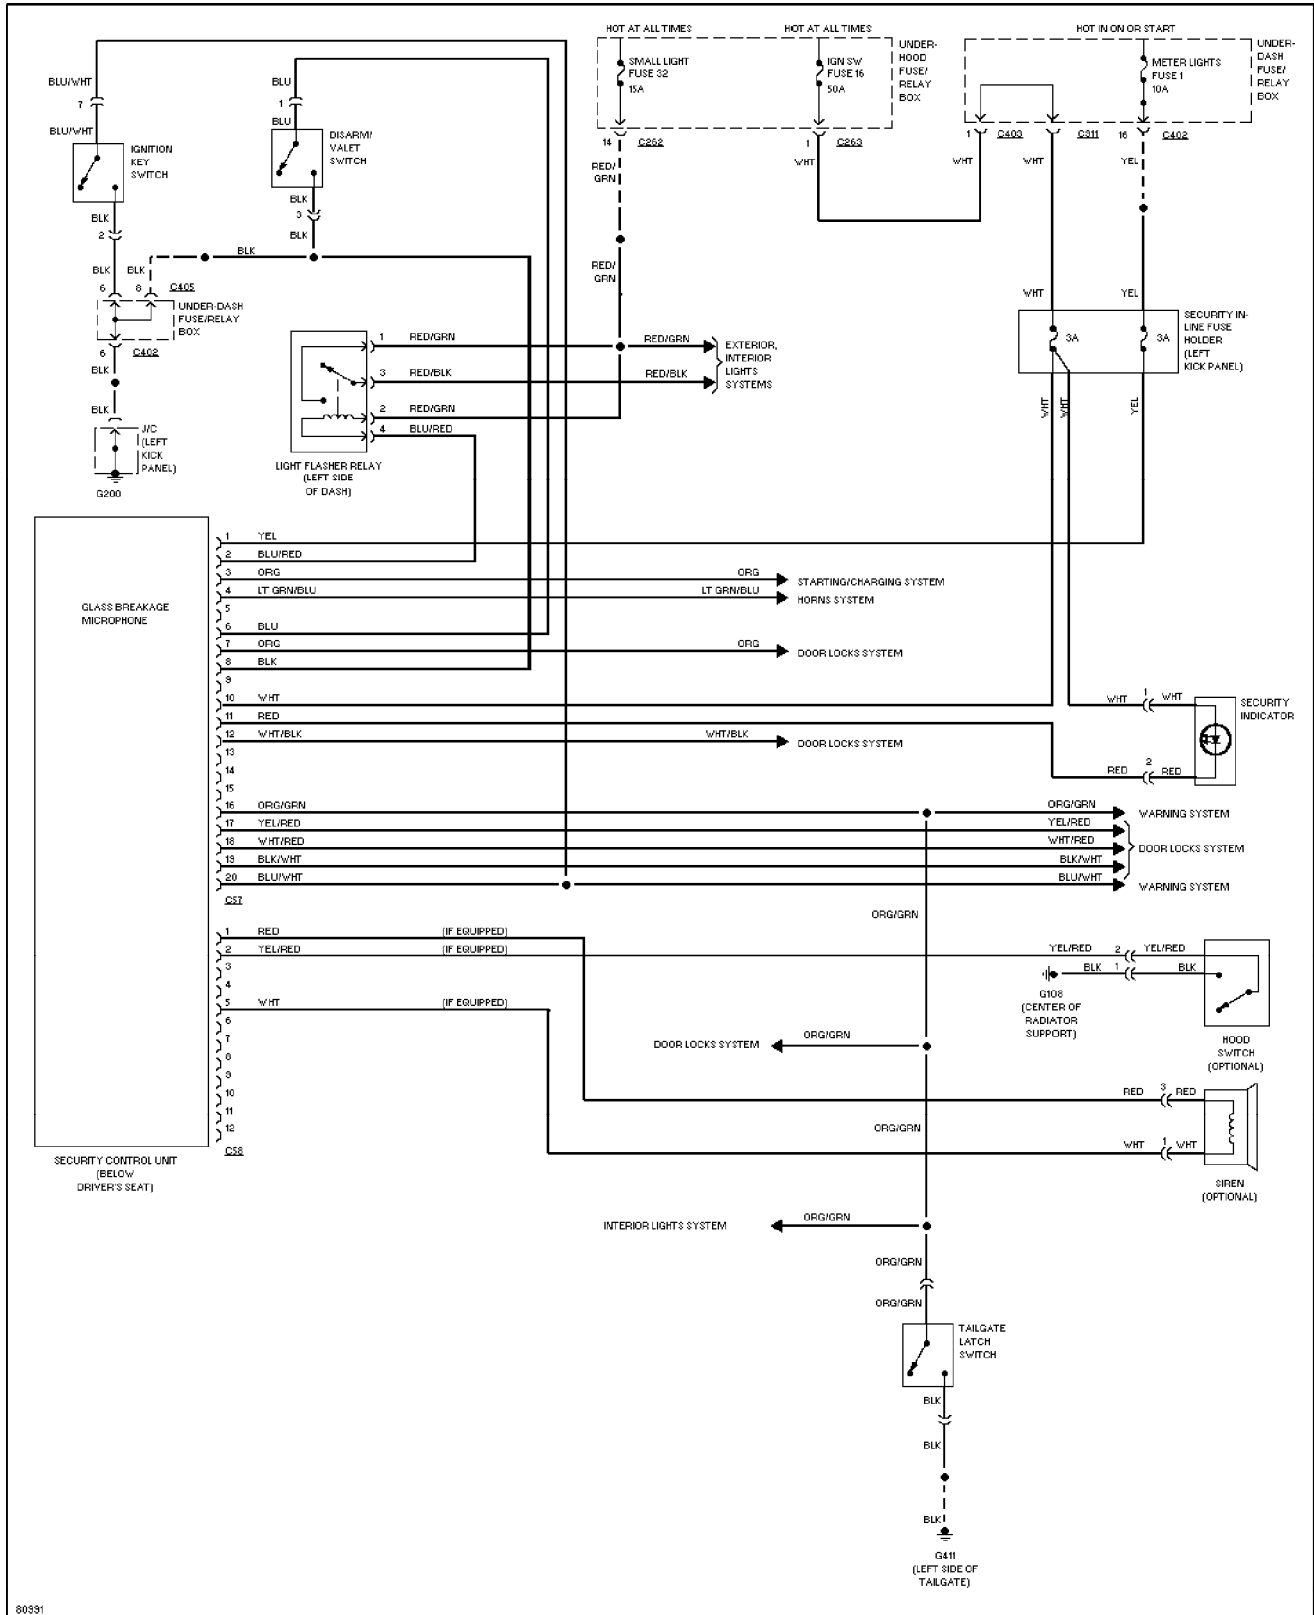 HOT AT ALL TIMES
HOT AT ALL TIMES
HOT IN ON OR START
SMALL LIGHT
FUSE 32
15A
IGN SW
FUSE 16
50A
UNDER-
HOOD
FUSE/
RELAY
BOX
METER LIGHTS
FUSE 1
10A
UNDER-
DASH
FUSE/
RELAY
BOX
14
C262
1
C263
1
C403
C911
16
C402
RED/
GRN
WHT
WHT
WHT
YEL
RED/
GRN
BLU/WHT
7
BLU/WHT
IGNITION
KEY
SWITCH
BLU
1
BLU
DISARM/
VALET
SWITCH
BLK
2
BLK
BLK
3
BLK
BLK
BLK
6
8
C405
UNDER-DASH
FUSE/RELAY
BOX
6
C402
BLK
BLK
J/C
(LEFT
KICK
PANEL)
G200
1
RED/GRN
3
RED/BLK
2
RED/GRN
4
BLU/RED
LIGHT FLASHER RELAY
(LEFT SIDE
OF DASH)
RED/GRN
RED/BLK
EXTERIOR,
INTERIOR
LIGHTS
SYSTEMS
WHT
YEL
3A
3A
SECURITY IN-
LINE FUSE
HOLDER
(LEFT
KICK PANEL)
WHT
WHT
YEL
GLASS BREAKAGE
MICROPHONE
1 YEL
2 BLU/RED
3 ORG ORG STARTING/CHARGING SYSTEM
4 LT GRN/BLU LT GRN/BLU HORNS SYSTEM
5
6 BLU
7 ORG ORG DOOR LOCKS SYSTEM
8 BLK
9
10 WHT
11 RED
12 WHT/BLK WHT/BLK DOOR LOCKS SYSTEM
13
14
15
16 ORG/GRN ORG/GRN WARNING SYSTEM
17 YEL/RED YEL/RED
18 WHT/RED WHT/RED DOOR LOCKS SYSTEM
19 BLK/WHT BLK/WHT
20 BLU/WHT BLU/WHT WARNING SYSTEM
C57
WHT 1 WHT
RED 2 RED
SECURITY
INDICATOR
ORG/GRN
1 RED (IF EQUIPPED)
2 YEL/RED (IF EQUIPPED)
3
4
5 WHT (IF EQUIPPED)
6
7
8
9
10
11
12
C58
SECURITY CONTROL UNIT
(BELOW
DRIVER'S SEAT)
YEL/RED 2 YEL/RED
BLK 1 BLK
G108
(CENTER OF
RADIATOR
SUPPORT)
HOOD
SWITCH
(OPTIONAL)
DOOR LOCKS SYSTEM
ORG/GRN
RED 3 RED
ORG/GRN
WHT 1 WHT
SIREN
(OPTIONAL)
INTERIOR LIGHTS SYSTEM
ORG/GRN
ORG/GRN
ORG/GRN
TAILGATE
LATCH
SWITCH
BLK
BLK
BLK
G411
(LEFT SIDE OF
TAILGATE)
80391